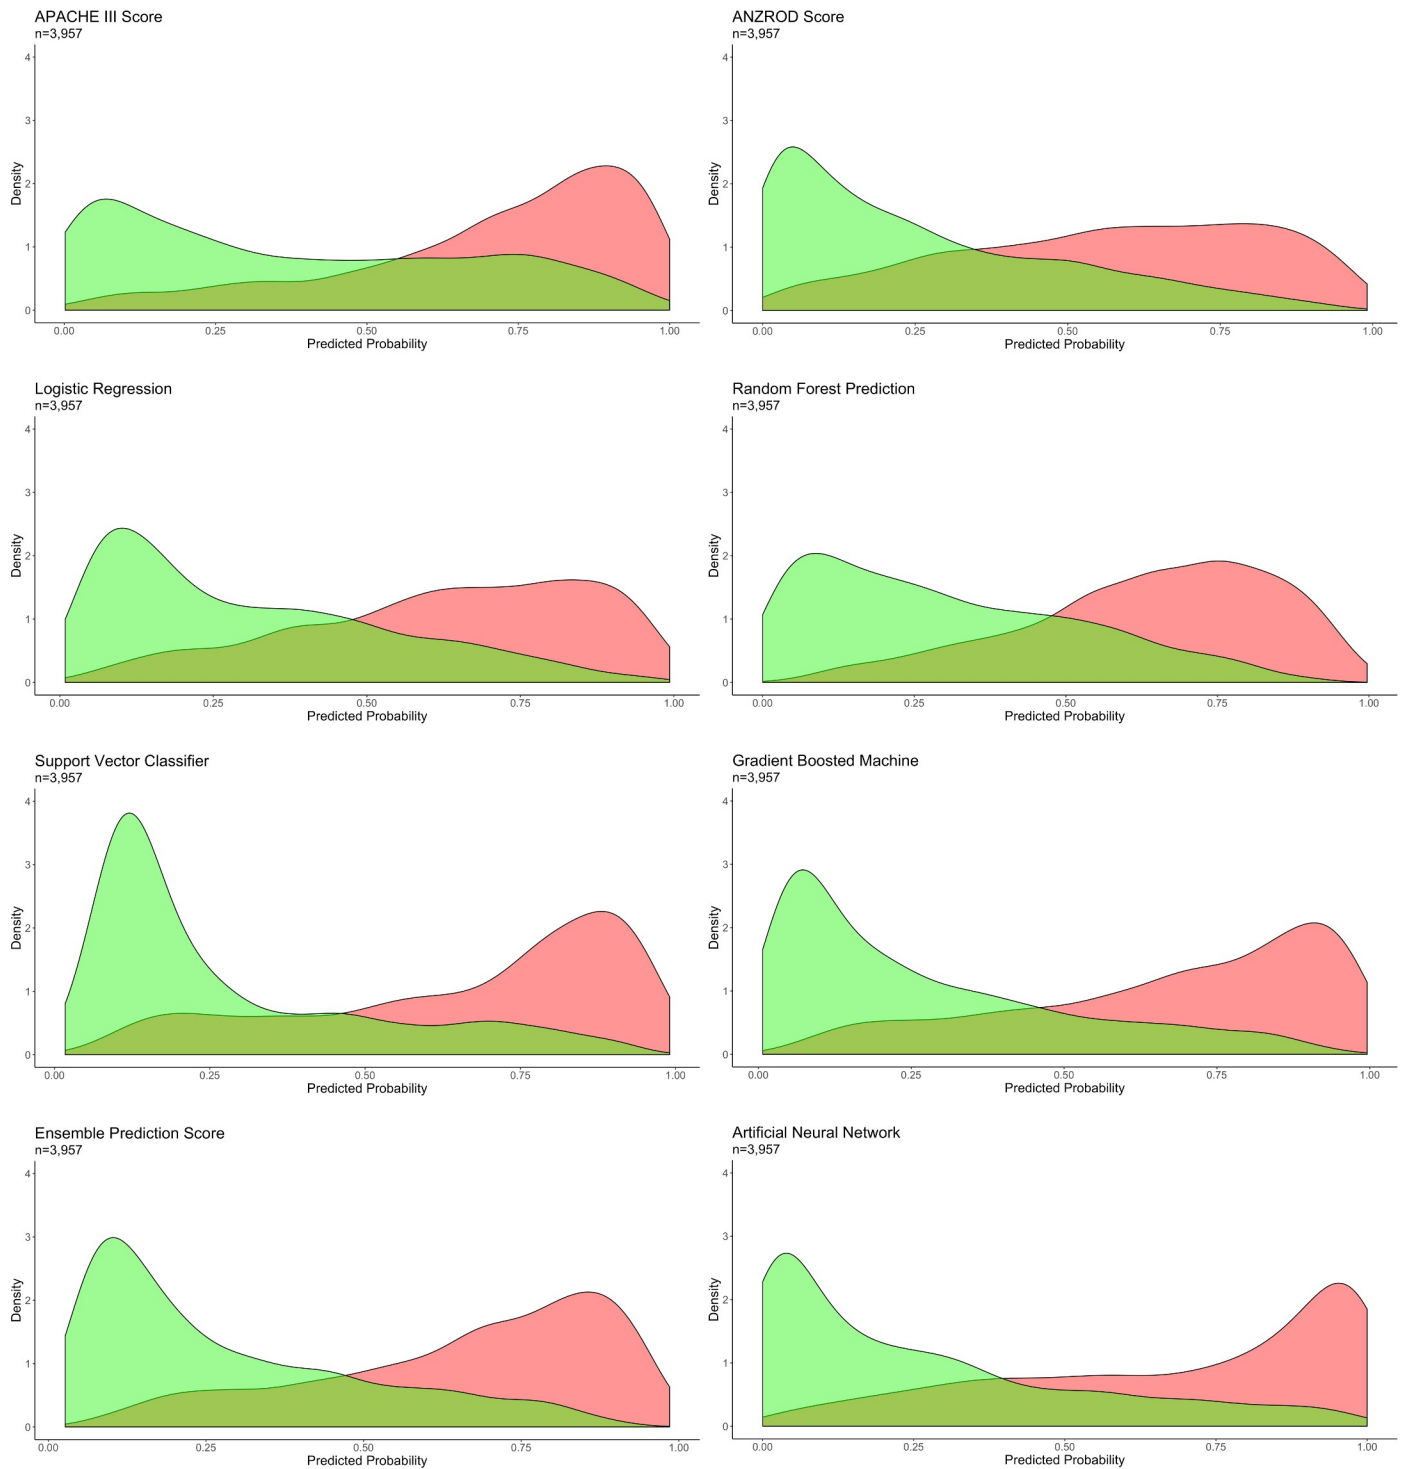 APACHE III Score
n=3,957
4
3
2
1
0
Density
0.00 0.25 0.50 0.75 1.00
Predicted Probability
ANZROD Score
n=3,957
4
3
2
1
0
Density
0.00 0.25 0.50 0.75 1.00
Predicted Probability
Logistic Regression
n=3,957
4
3
2
1
0
Density
0.00 0.25 0.50 0.75 1.00
Predicted Probability
Random Forest Prediction
n=3,957
4
3
2
1
0
Density
0.00 0.25 0.50 0.75 1.00
Predicted Probability
Support Vector Classifier
n=3,957
4
3
2
1
0
Density
0.00 0.25 0.50 0.75 1.00
Predicted Probability
Gradient Boosted Machine
n=3,957
4
3
2
1
0
Density
0.00 0.25 0.50 0.75 1.00
Predicted Probability
Ensemble Prediction Score
n=3,957
4
3
2
1
0
Density
0.00 0.25 0.50 0.75 1.00
Predicted Probability
Artificial Neural Network
n=3,957
4
3
2
1
0
Density
0.00 0.25 0.50 0.75 1.00
Predicted Probability